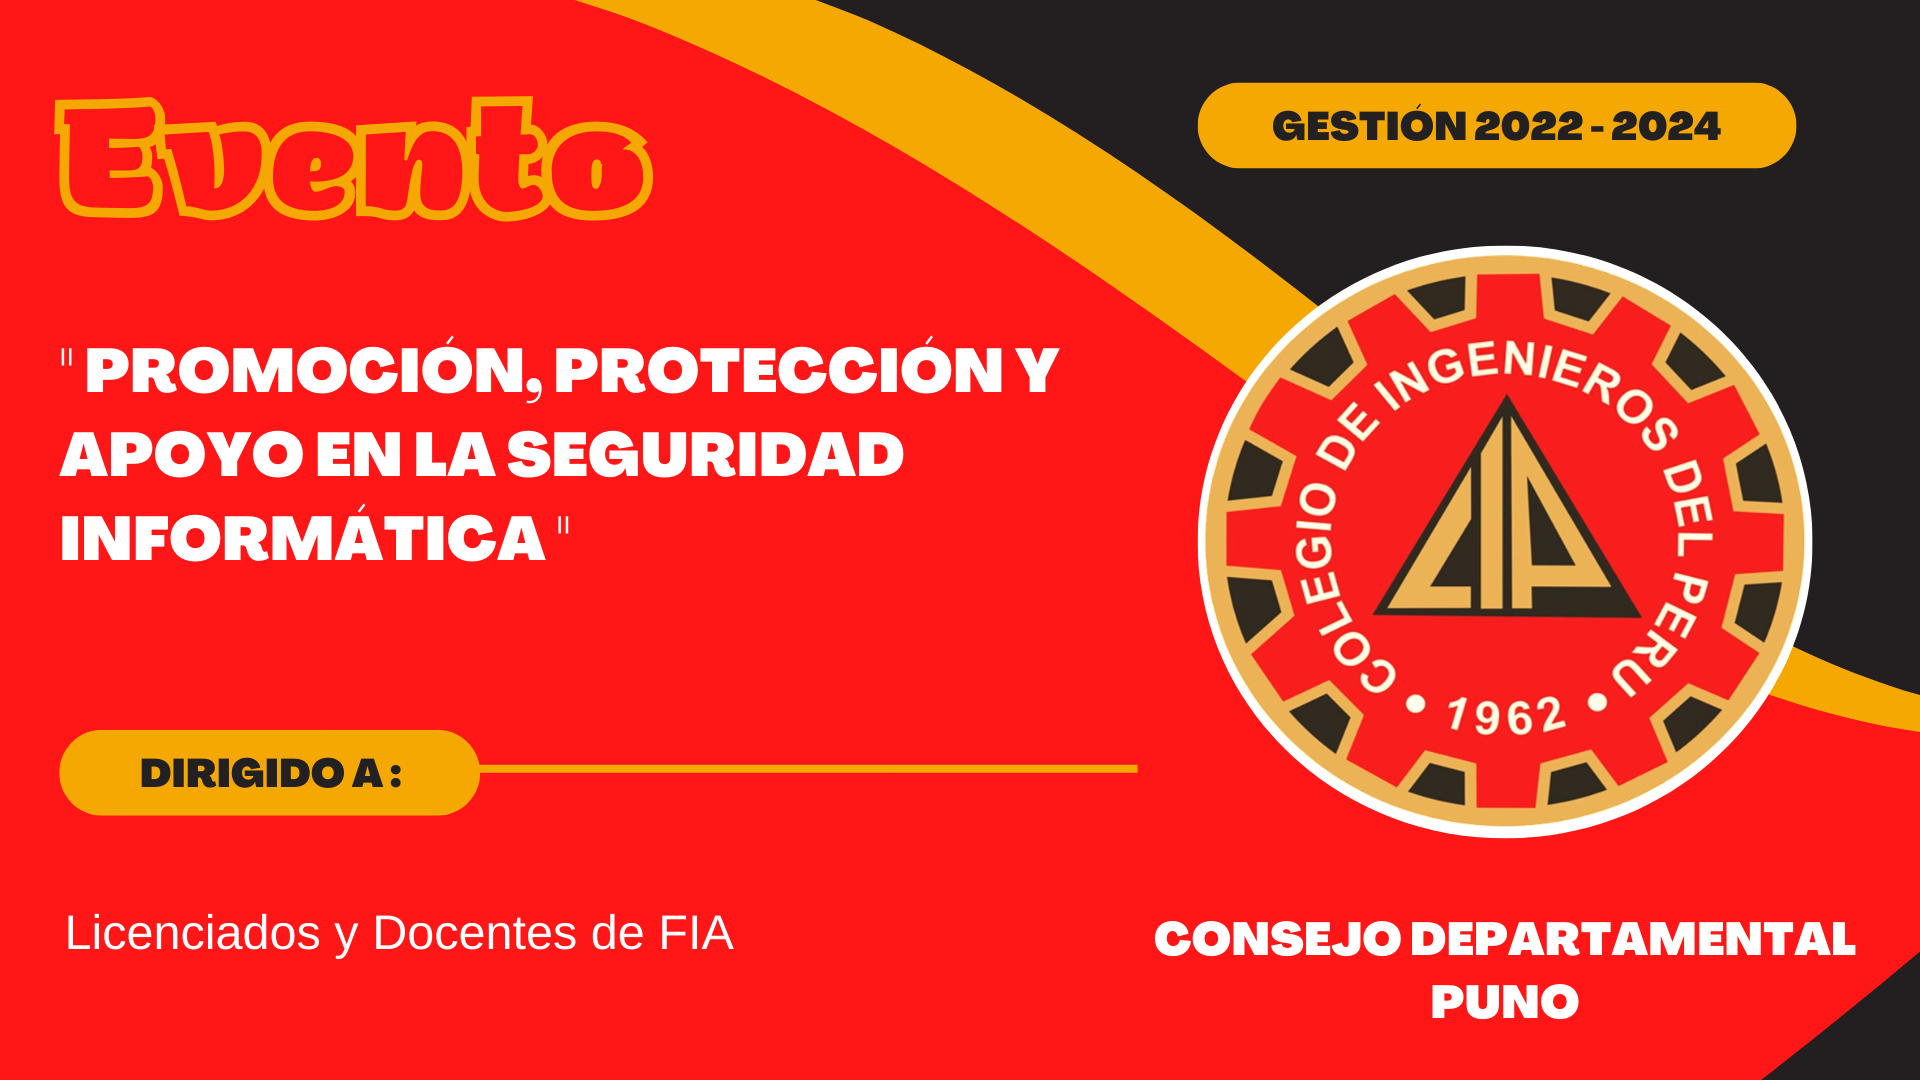 Evento
GESTIÓN 2022 - 2024
" PROMOCIÓN, PROTECCIÓN Y
APOYO EN LA SEGURIDAD
INFORMÁTICA "
COLEGIO DE INGENIEROS DEL PERU
CIP
• 1962 •
DIRIGIDO A :
Licenciados y Docentes de FIA
CONSEJO DEPARTAMENTAL
PUNO